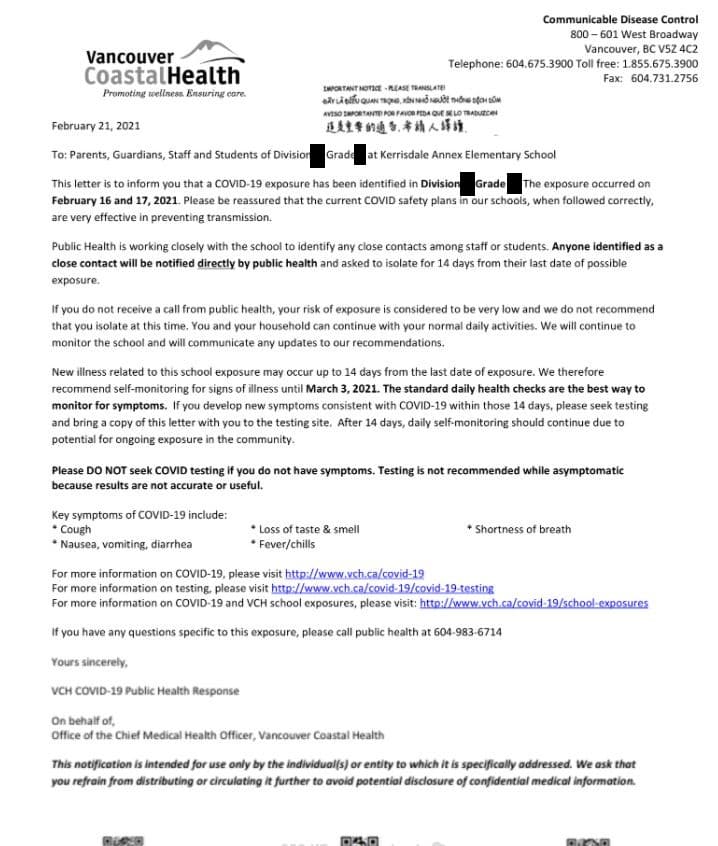 Communicable Disease Control
800 – 601 West Broadway
Vancouver, BC V5Z 4C2
Telephone: 604.675.3900 Toll free: 1.855.675.3900
Fax: 604.731.2756
Vancouver
CoastalHealth
Promoting wellness. Ensuring care.
IMPORTANT NOTICE - PLEASE TRANSLATE!
ĐÂY LÀ ĐIỀU QUAN TRỌNG, XIN NHỜ NGƯỜI THÔNG DỊCH DÙM
AVISO IMPORTANTE! POR FAVOR PIDA QUE SE LO TRADUZCAN
這是重要的通告,希請人譯讀.
February 21, 2021
To: Parents, Guardians, Staff and Students of Division Grade at Kerrisdale Annex Elementary School
This letter is to inform you that a COVID-19 exposure has been identified in Division Grade The exposure occurred on
February 16 and 17, 2021. Please be reassured that the current COVID safety plans in our schools, when followed correctly,
are very effective in preventing transmission.
Public Health is working closely with the school to identify any close contacts among staff or students. Anyone identified as a
close contact will be notified directly by public health and asked to isolate for 14 days from their last date of possible
exposure.
If you do not receive a call from public health, your risk of exposure is considered to be very low and we do not recommend
that you isolate at this time. You and your household can continue with your normal daily activities. We will continue to
monitor the school and will communicate any updates to our recommendations.
New illness related to this school exposure may occur up to 14 days from the last date of exposure. We therefore
recommend self-monitoring for signs of illness until March 3, 2021. The standard daily health checks are the best way to
monitor for symptoms. If you develop new symptoms consistent with COVID-19 within those 14 days, please seek testing
and bring a copy of this letter with you to the testing site. After 14 days, daily self-monitoring should continue due to
potential for ongoing exposure in the community.
Please DO NOT seek COVID testing if you do not have symptoms. Testing is not recommended while asymptomatic
because results are not accurate or useful.
Key symptoms of COVID-19 include:
* Cough * Loss of taste & smell * Shortness of breath
* Nausea, vomiting, diarrhea * Fever/chills
For more information on COVID-19, please visit http://www.vch.ca/covid-19
For more information on testing, please visit http://www.vch.ca/covid-19/covid-19-testing
For more information on COVID-19 and VCH school exposures, please visit: http://www.vch.ca/covid-19/school-exposures
If you have any questions specific to this exposure, please call public health at 604-983-6714
Yours sincerely,
VCH COVID-19 Public Health Response
On behalf of,
Office of the Chief Medical Health Officer, Vancouver Coastal Health
This notification is intended for use only by the individual(s) or entity to which it is specifically addressed. We ask that
you refrain from distributing or circulating it further to avoid potential disclosure of confidential medical information.